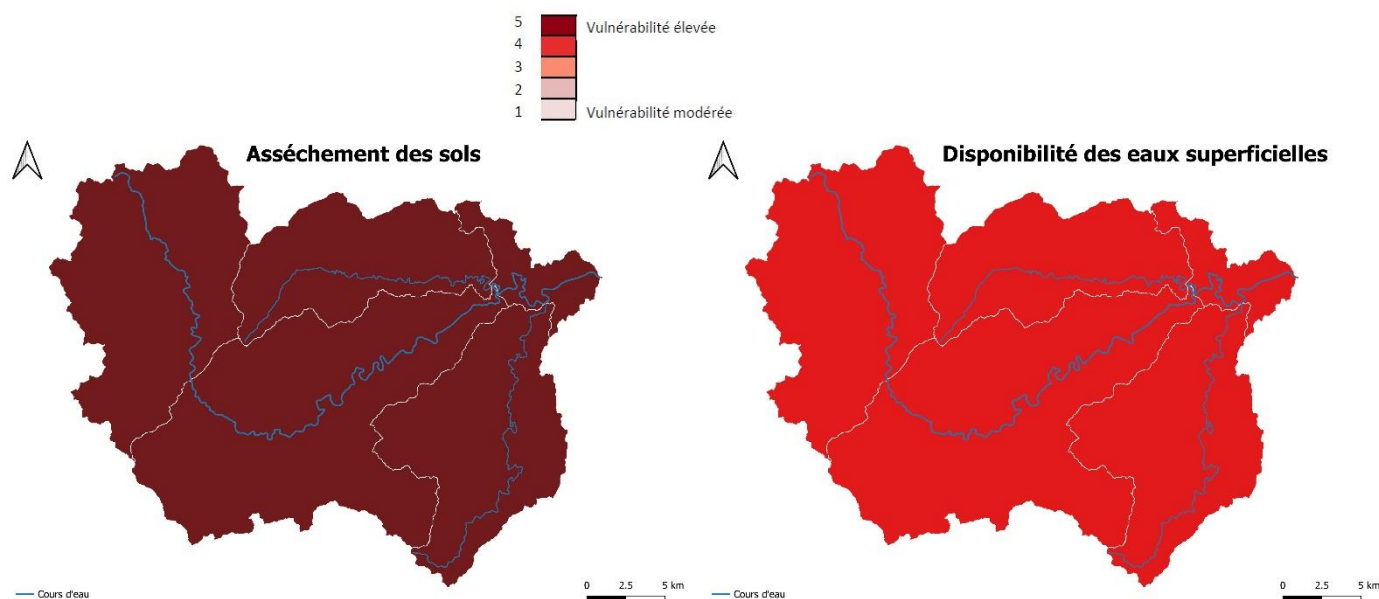 5 Vulnérabilité élevée
4
3
2
1 Vulnérabilité modérée
Asséchement des sols
Disponibilité des eaux superficielles
Cours d'eau
0 2.5 5 km
Cours d'eau
0 2.5 5 km